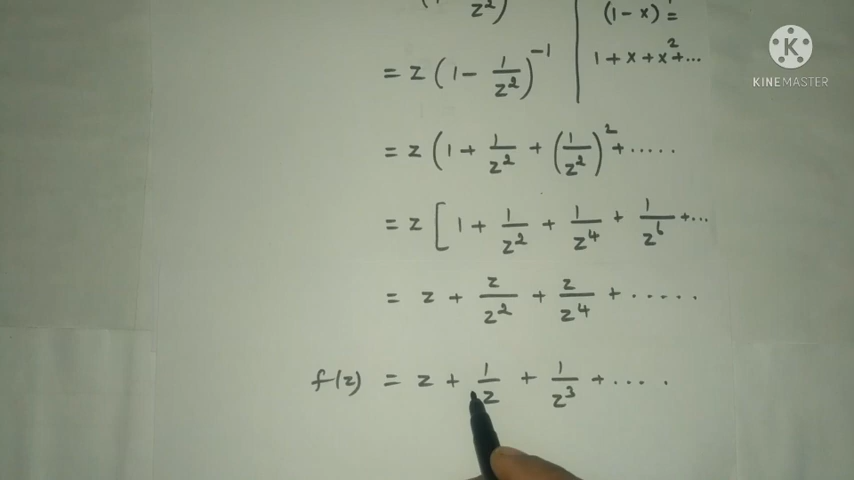 z²)
(1-x) =
= z (1 - 1/z²)^-1
1+x+x²+...
K
KINEMASTER
= z (1 + 1/z² + (1/z²)² + .....
= z [ 1 + 1/z² + 1/z⁴ + 1/z⁶ + ...
= z + z/z² + z/z⁴ + ......
f(z) = z + 1/z + 1/z³ + ....